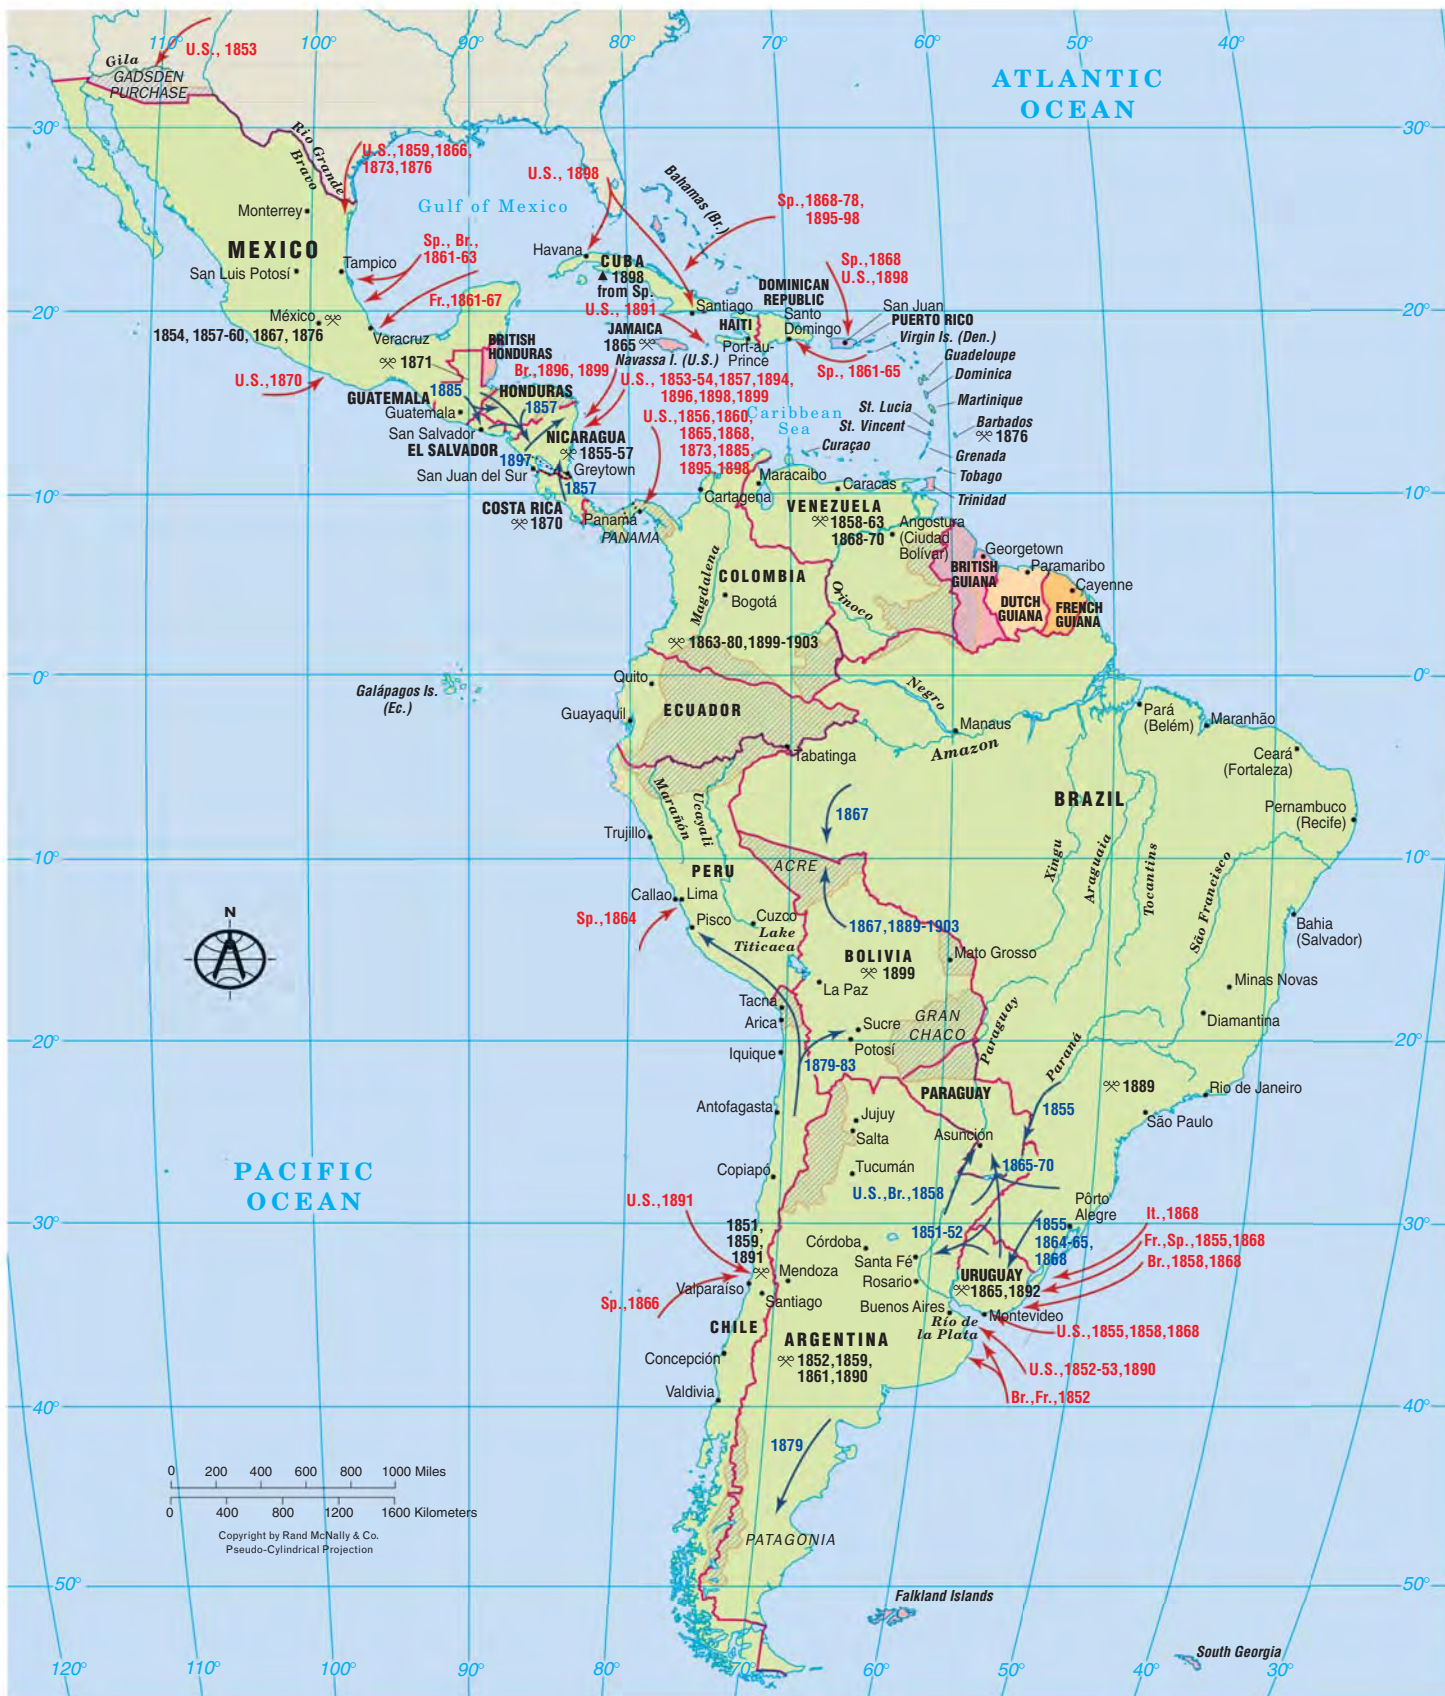 110°
100°
90°
80°
70°
60°
50°
40°
U.S., 1853
Gila
GADSDEN
PURCHASE
ATLANTIC
OCEAN
30°
30°
Rio Grande
Bravo
U.S.,1859,1866,
1873,1876
U.S., 1898
Bahamas (Br.)
Sp.,1868-78,
1895-98
Gulf of Mexico
Monterrey
MEXICO
San Luis Potosí
Tampico
Sp., Br.,
1861-63
Fr.,1861-67
Havana
CUBA
1898
from Sp.
Sp.,1868
U.S.,1898
DOMINICAN
REPUBLIC
20°
20°
México
1854, 1857-60, 1867, 1876
Veracruz
U.S.,1891
Santiago
HAITI
Santo
Domingo
San Juan
PUERTO RICO
Virgin Is. (Den.)
JAMAICA
1865
Port-au-
Prince
Navassa I. (U.S.)
Guadeloupe
Dominica
Martinique
1871
BRITISH
HONDURAS
Br.,1896, 1899
Sp., 1861-65
U.S.,1870
U.S., 1853-54,1857,1894,
1896,1898,1899
GUATEMALA
1885
HONDURAS
1857
Guatemala
U.S.,1856,1860,
1865,1868,
1873,1885,
1895,1898
Caribbean
Sea
St. Lucia
St. Vincent
Barbados
1876
San Salvador
EL SALVADOR
NICARAGUA
1855-57
1897
San Juan del Sur
Greytown
1857
Curaçao
Grenada
Tobago
Trinidad
10°
10°
COSTA RICA
1870
Panama
PANAMA
Cartagena
Maracaibo
Caracas
VENEZUELA
1858-63
1868-70
Angostura
(Ciudad
Bolívar)
Georgetown
BRITISH
GUIANA
Paramaribo
Cayenne
DUTCH
GUIANA
FRENCH
GUIANA
Magdalena
COLOMBIA
Bogotá
Orinoco
1863-80,1899-1903
0°
0°
Galápagos Is.
(Ec.)
Quito
Guayaquil
ECUADOR
Negro
Manaus
Amazon
Pará
(Belém)
Maranhão
Tabatinga
Ceará
(Fortaleza)
Marañón
Ucayali
BRAZIL
Pernambuco
(Recife)
Trujillo
1867
Xingu
Araguaia
Tocantins
São Francisco
10°
10°
PERU
ACRE
Callao
Lima
Sp.,1864
Pisco
Cuzco
Lake
Titicaca
1867,1889-1903
Bahia
(Salvador)
N
BOLIVIA
1899
Mato Grosso
La Paz
Minas Novas
Tacna
Arica
Sucre
GRAN
CHACO
Paraguay
Diamantina
20°
20°
Iquique
Potosí
1879-83
Paraná
PARAGUAY
1889
Rio de Janeiro
São Paulo
Antofagasta
Jujuy
Salta
1855
Asunción
PACIFIC
OCEAN
Copiapó
Tucumán
1865-70
U.S.,Br.,1858
Pôrto
Alegre
U.S.,1891
30°
30°
1851,
1859,
1891
Córdoba
Santa Fé
1851-52
1855
1864-65,
1868
It.,1868
Fr.,Sp.,1855,1868
Br.,1858,1868
Sp.,1866
Valparaíso
Mendoza
Santiago
Rosario
URUGUAY
1865,1892
Buenos Aires
Montevideo
Río de
la Plata
CHILE
ARGENTINA
1852,1859,
1861,1890
U.S.,1855,1858,1868
Concepción
U.S.,1852-53,1890
Valdivia
Br.,Fr.,1852
40°
40°
1879
0 200 400 600 800 1000 Miles
0 400 800 1200 1600 Kilometers
Copyright by Rand McNally & Co.
Pseudo-Cylindrical Projection
PATAGONIA
50°
50°
Falkland Islands
South Georgia
120°
110°
100°
90°
80°
70°
60°
50°
40°
30°